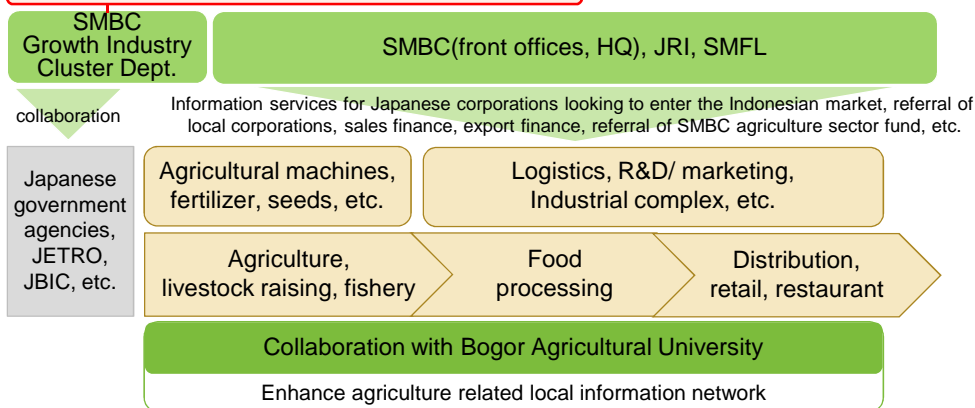 SMBC
Growth Industry
Cluster Dept.
SMBC(front offices, HQ), JRI, SMFL
collaboration
Information services for Japanese corporations looking to enter the Indonesian market, referral of
local corporations, sales finance, export finance, referral of SMBC agriculture sector fund, etc.
Japanese
government
agencies,
JETRO,
JBIC, etc.
Agricultural machines,
fertilizer, seeds, etc.
Logistics, R&D/ marketing,
Industrial complex, etc.
Agriculture,
livestock raising, fishery
Food
processing
Distribution,
retail, restaurant
Collaboration with Bogor Agricultural University
Enhance agriculture related local information network